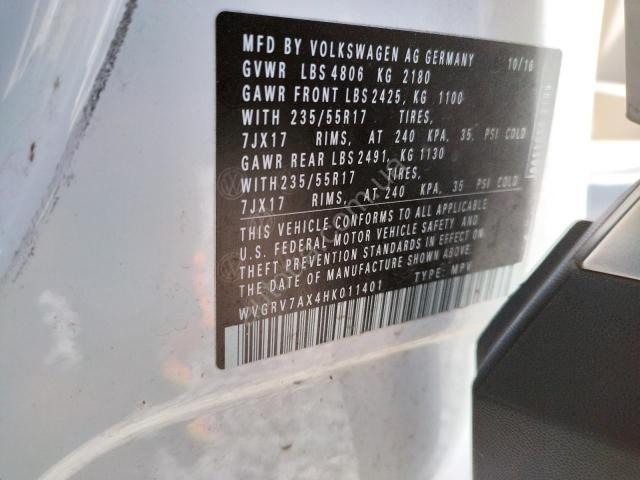 MFD BY VOLKSWAGEN AG GERMANY 10/16
GVWR LBS 4806 KG 2180
GAWR FRONT LBS 2425, KG 1100
WITH 235/55R17 TIRES,
7JX17 RIMS, AT 240 KPA, 35 PSI COLD
GAWR REAR LBS 2491, KG 1130
WITH 235/55R17 TIRES,
7JX17 RIMS, AT 240 KPA, 35 PSI COLD
THIS VEHICLE CONFORMS TO ALL APPLICABLE
U.S. FEDERAL MOTOR VEHICLE SAFETY AND
THEFT PREVENTION STANDARDS IN EFFECT ON
THE DATE OF MANUFACTURE SHOWN ABOVE.
WVGRV7AX4HK011401 TYPE: MPV